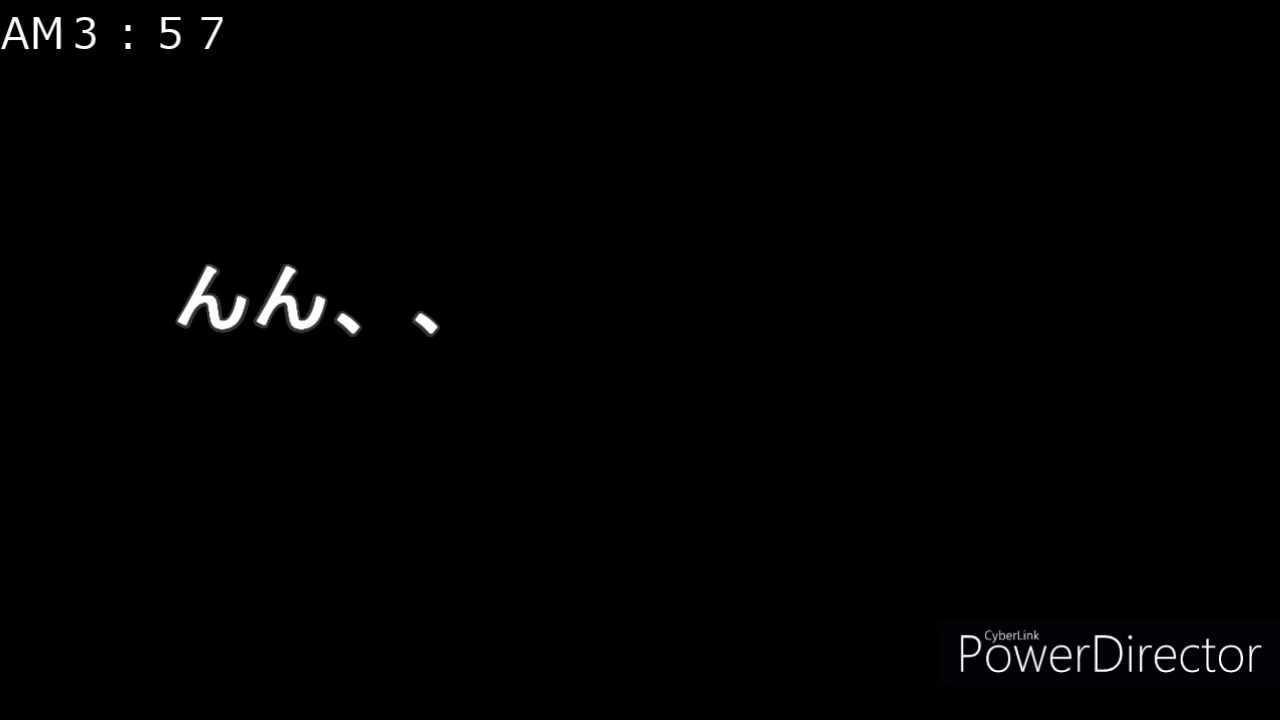 AM３：５７
んん、、
CyberLink
PowerDirector